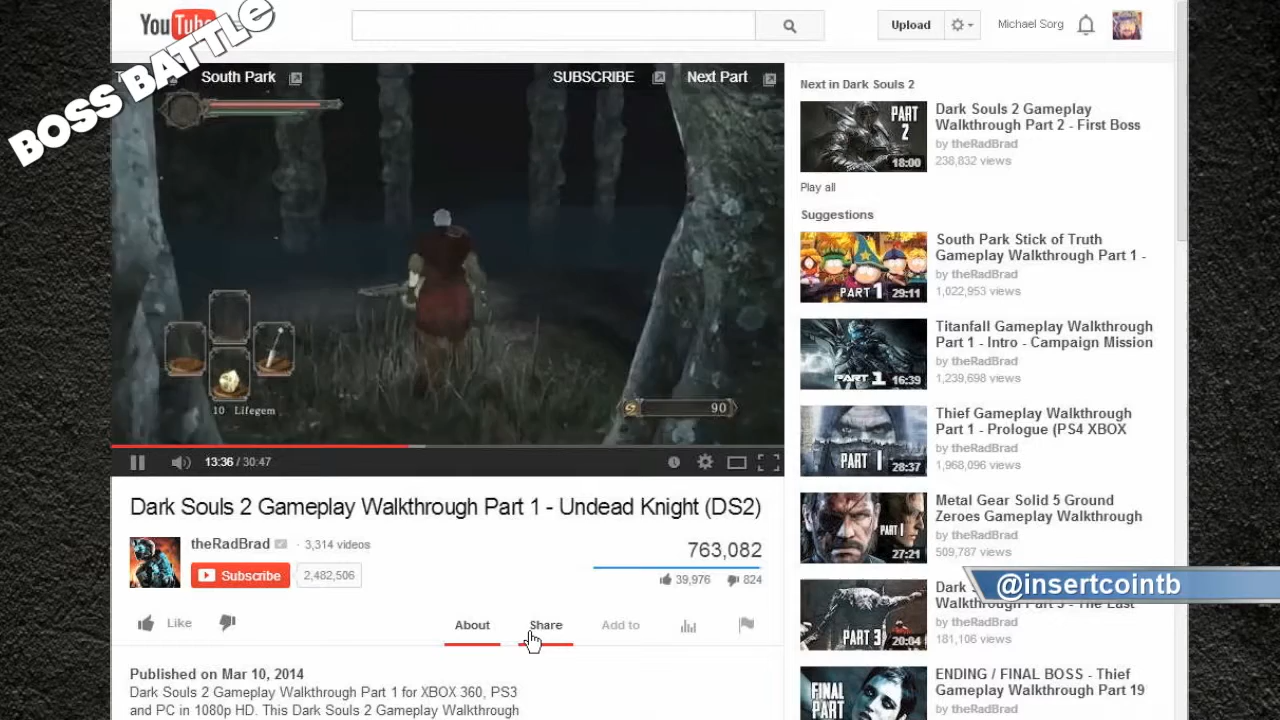 BOSS BATTLE
YouTube
Upload
Michael Sorg
South Park
SUBSCRIBE
Next Part
10 Lifegem
90
13:36 / 30:47
Dark Souls 2 Gameplay Walkthrough Part 1 - Undead Knight (DS2)
theRadBrad · 3,314 videos
Subscribe 2,482,506
763,082
39,976 824
Like
About
Share
Add to
Published on Mar 10, 2014
Dark Souls 2 Gameplay Walkthrough Part 1 for XBOX 360, PS3
and PC in 1080p HD. This Dark Souls 2 Gameplay Walkthrough
Next in Dark Souls 2
PART
2
18:00
Dark Souls 2 Gameplay
Walkthrough Part 2 - First Boss
by theRadBrad
238,832 views
Play all
Suggestions
PART 1
29:11
South Park Stick of Truth
Gameplay Walkthrough Part 1 -
by theRadBrad
1,022,953 views
PART 1
16:39
Titanfall Gameplay Walkthrough
Part 1 - Intro - Campaign Mission
by theRadBrad
1,239,698 views
PART 1
28:37
Thief Gameplay Walkthrough
Part 1 - Prologue (PS4 XBOX
by theRadBrad
1,968,096 views
PART 1
27:21
Metal Gear Solid 5 Ground
Zeroes Gameplay Walkthrough
by theRadBrad
509,787 views
@insertcointb
PART 3
20:04
Dark
Walkthrough Part 3 - The Last
by theRadBrad
181,106 views
FINAL
PART
ENDING / FINAL BOSS - Thief
Gameplay Walkthrough Part 19
by theRadBrad